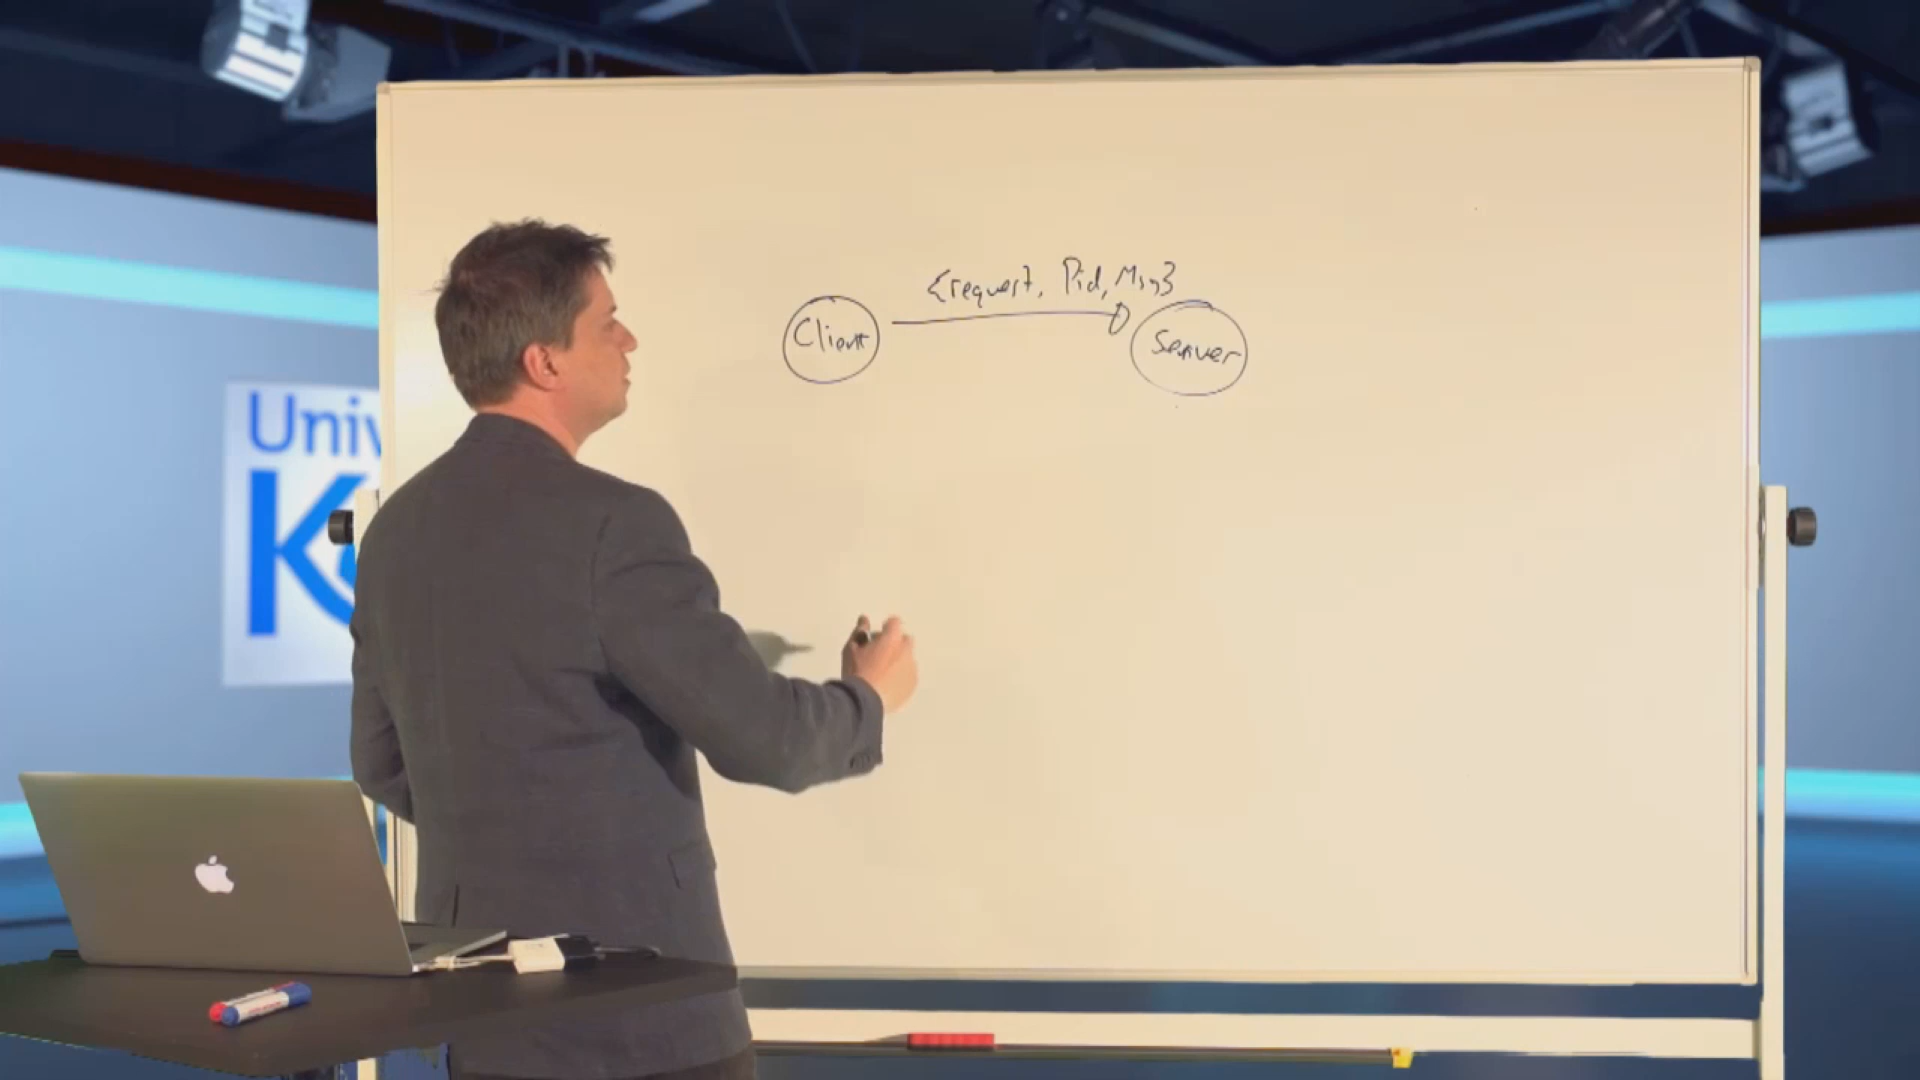 {request, Pid, Msg}
Client
Server
Univ
K